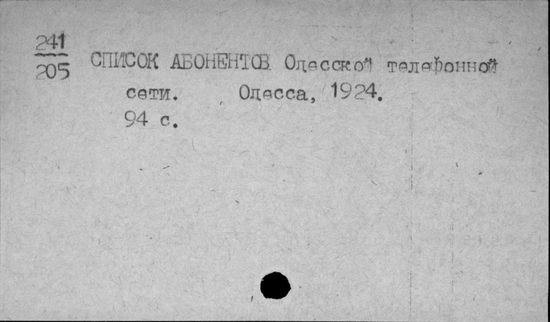 241
205
СПИСОК АБОНЕНТОВ Одесской телефонной
сети. Одесса, 1924.
94 с.